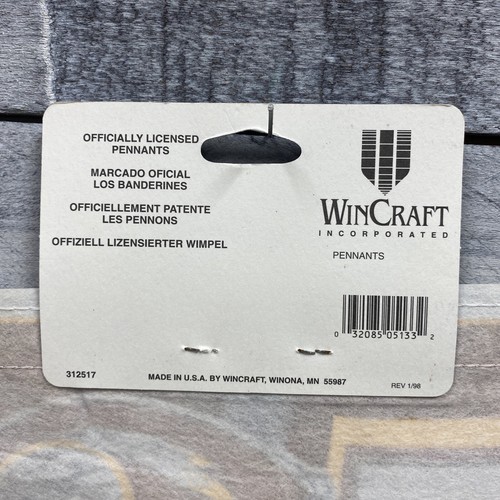 OFFICIALLY LICENSED
PENNANTS
MARCADO OFICIAL
LOS BANDERINES
OFFICIELLEMENT PATENTE
LES PENNONS
OFFIZIELL LIZENSIERTER WIMPEL
WINCRAFT
INCORPORATED
PENNANTS
0 32085 05133 2
312517
MADE IN U.S.A. BY WINCRAFT, WINONA, MN 55987
REV 1/98